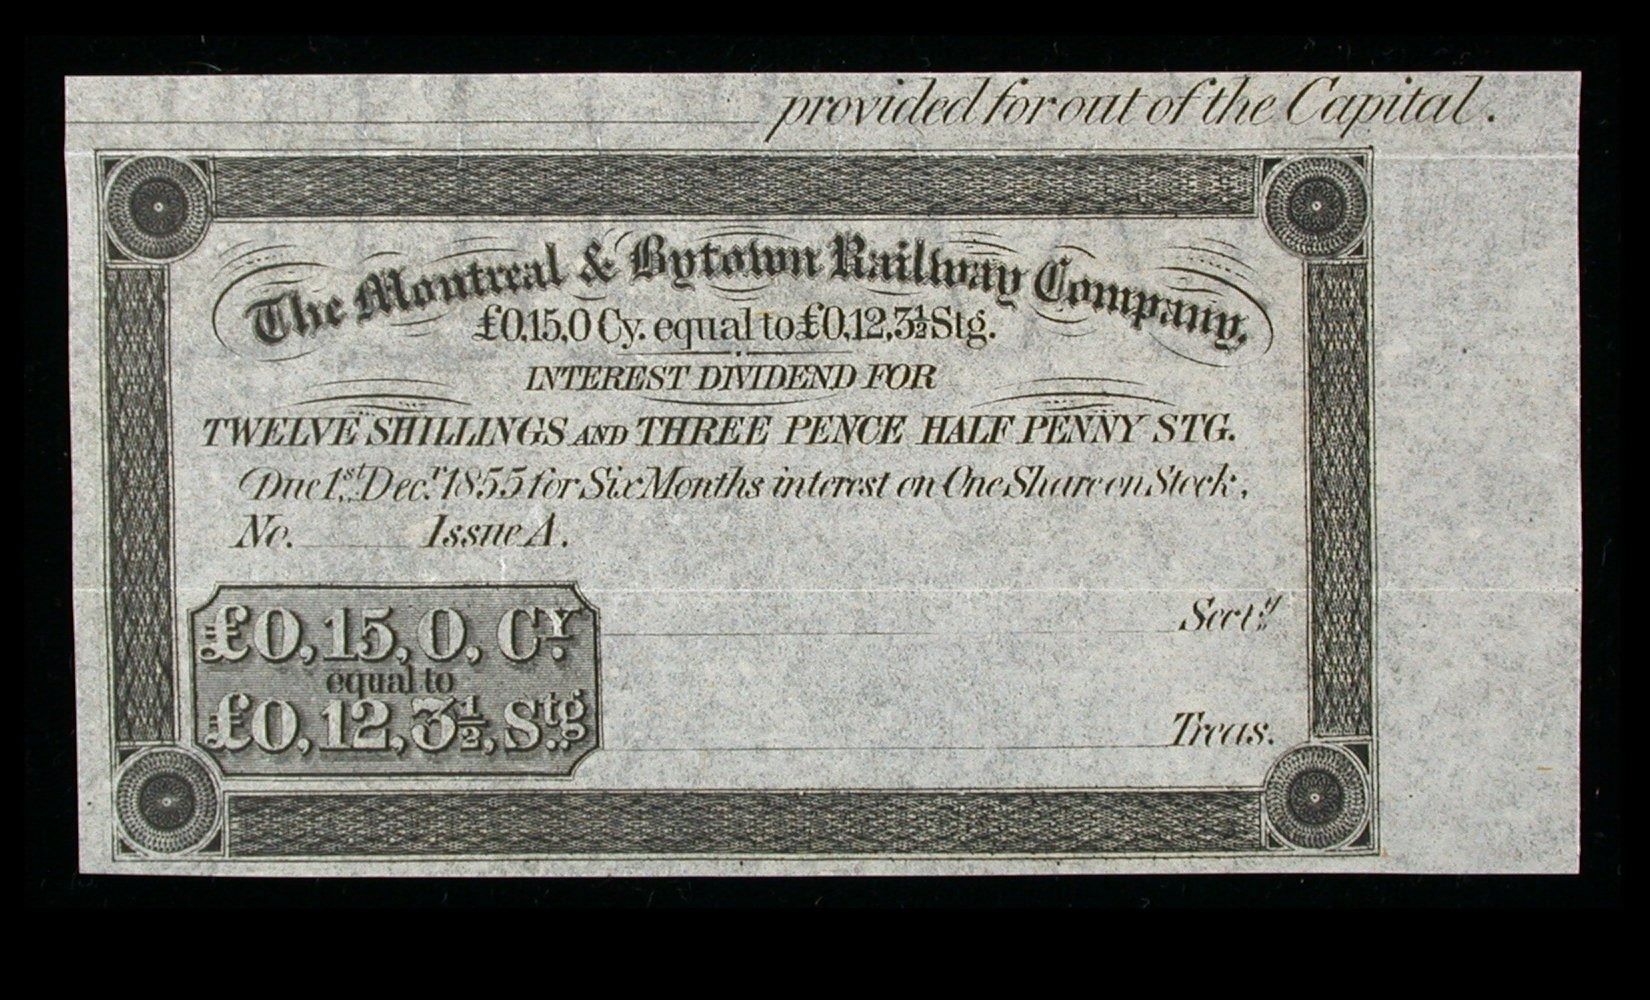 provided for out of the Capital.
The Montreal & Bytown Railway Company,
£0,15,0 Cy. equal to £0,12,3½ Stg.
INTEREST DIVIDEND FOR
TWELVE SHILLINGS AND THREE PENCE HALF PENNY STG.
Due 1st Decr. 1855 for Six Months interest on One Share on Stock,
No. Issue A.
£0,15,0, CY.
equal to
£0,12,3½, Stg
Secty
Treas.